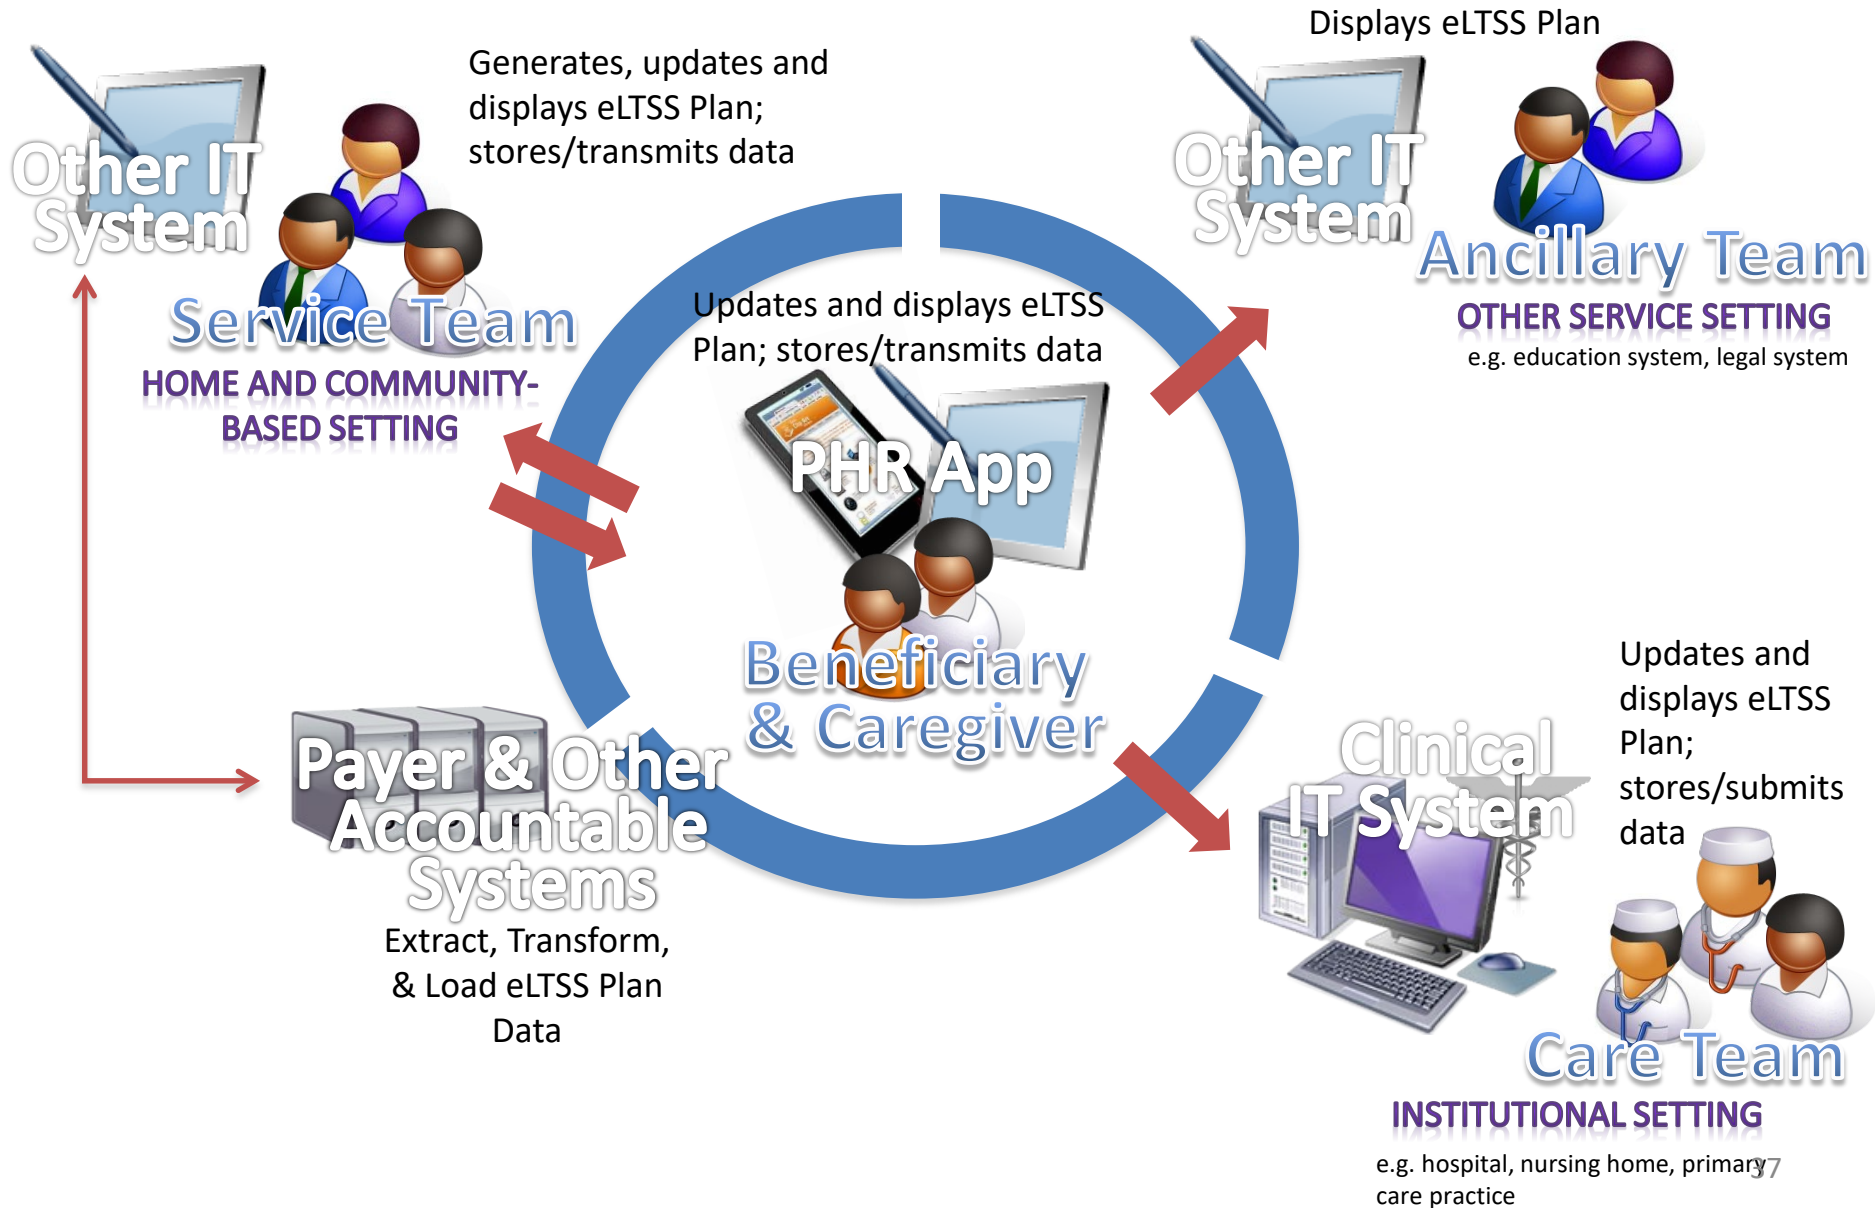 Displays eLTSS Plan
Generates, updates and
displays eLTSS Plan;
stores/transmits data
Other IT
System
Service Team
HOME AND COMMUNITY-
BASED SETTING
Other IT
System
Ancillary Team
OTHER SERVICE SETTING
e.g. education system, legal system
Updates and displays eLTSS
Plan; stores/transmits data
PHR App
Beneficiary
& Caregiver
Payer & Other
Accountable
Systems
Extract, Transform,
& Load eLTSS Plan
Data
Updates and
displays eLTSS
Plan;
stores/submits
data
Clinical
IT System
Care Team
INSTITUTIONAL SETTING
e.g. hospital, nursing home, primary
care practice
37